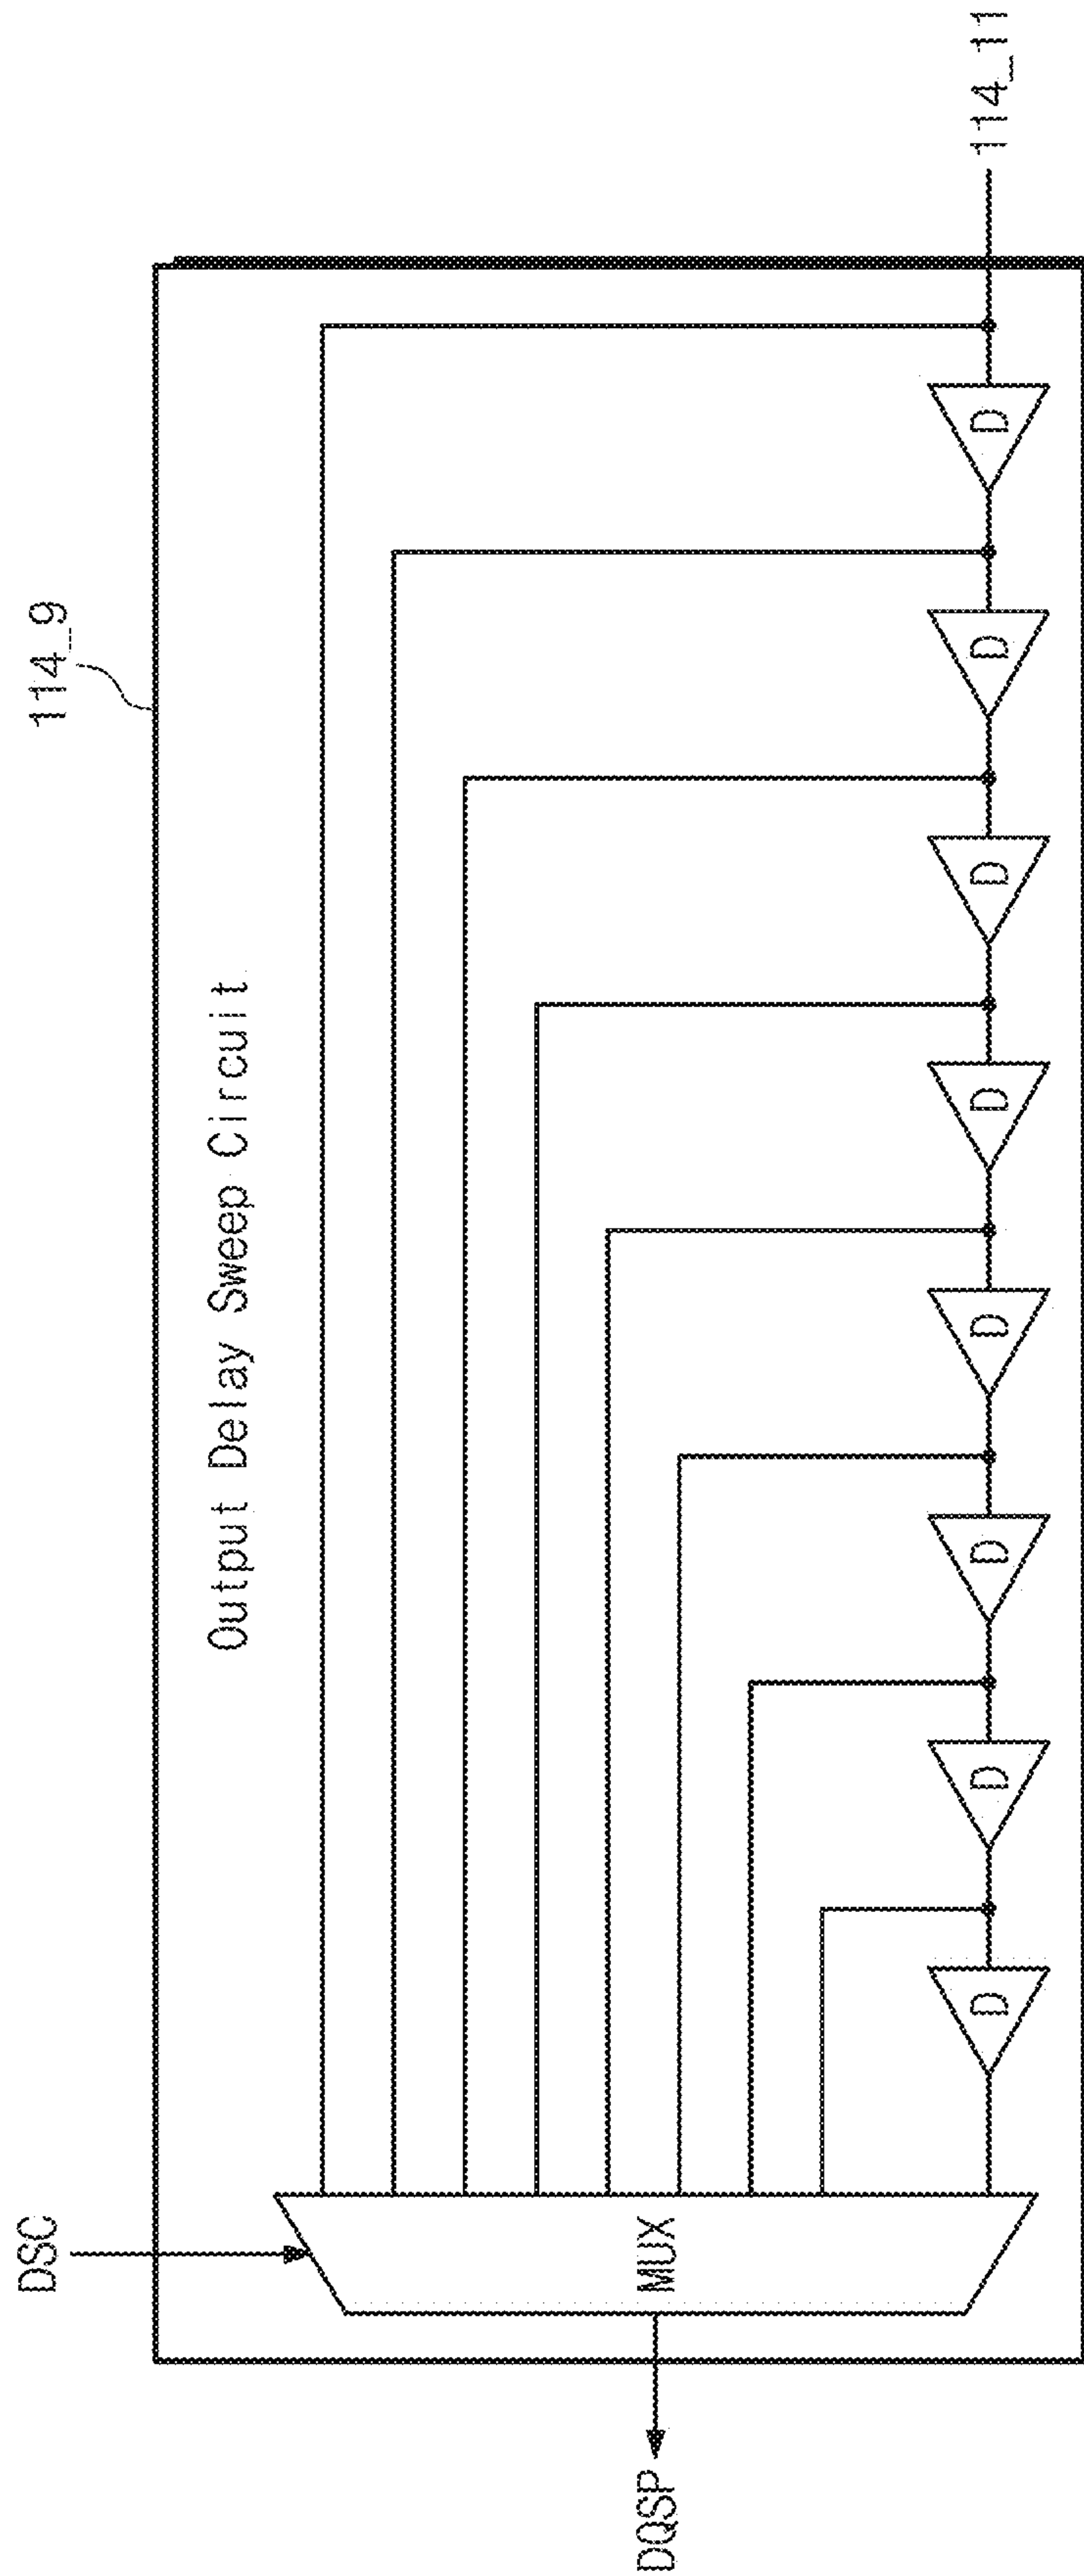 114_9
Output Delay Sweep Circuit
DSC
MUX
DQSP
D
D
D
D
D
D
D
D
114_11